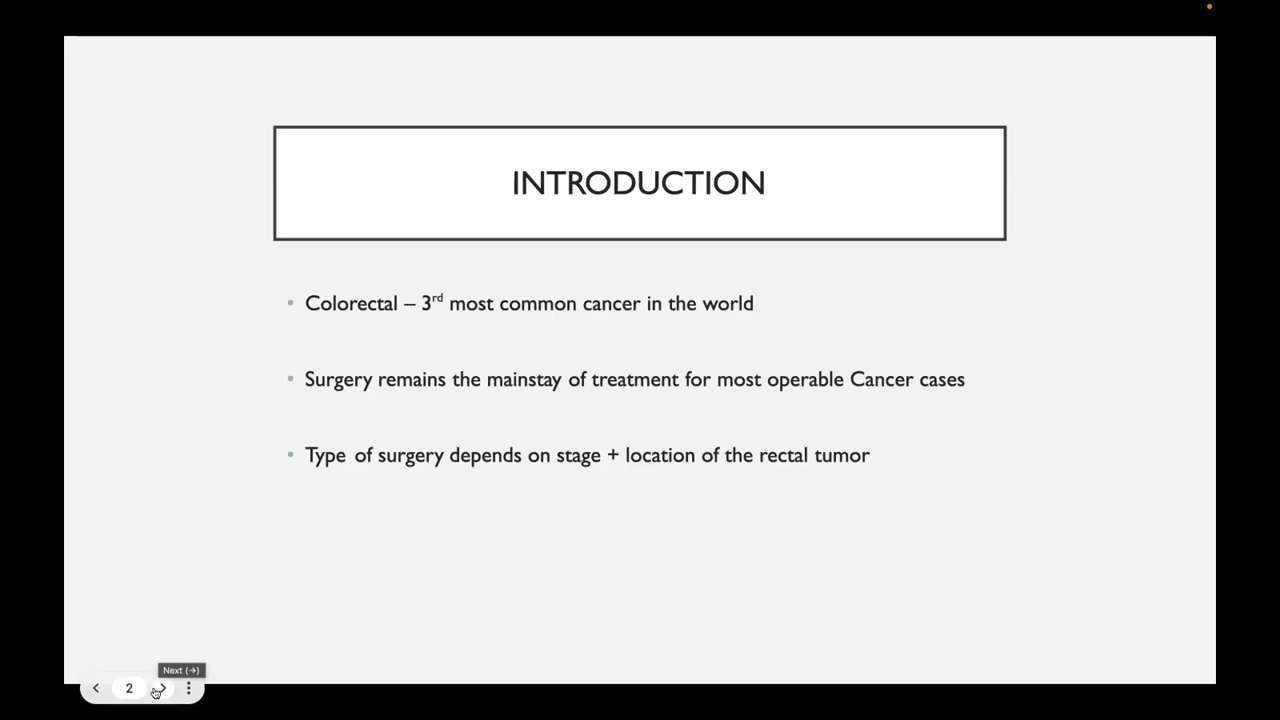 INTRODUCTION
• Colorectal – 3rd most common cancer in the world
• Surgery remains the mainstay of treatment for most operable Cancer cases
• Type of surgery depends on stage + location of the rectal tumor
Next (→)
2